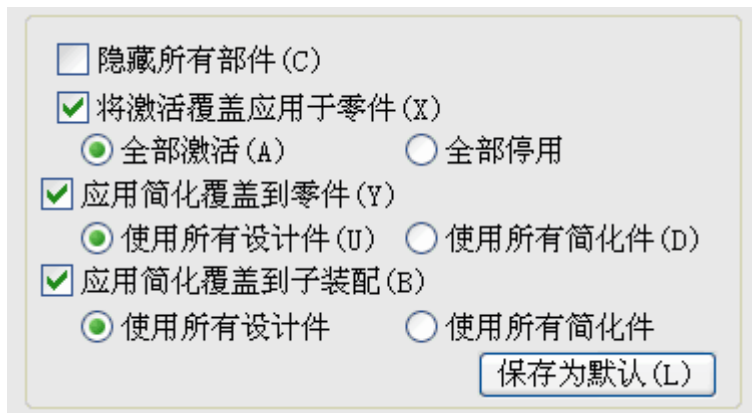 隐藏所有部件(C)
将激活覆盖应用于零件(X)
全部激活(A) 全部停用
应用简化覆盖到零件(Y)
使用所有设计件(U) 使用所有简化件(D)
应用简化覆盖到子装配(B)
使用所有设计件 使用所有简化件
保存为默认(L)